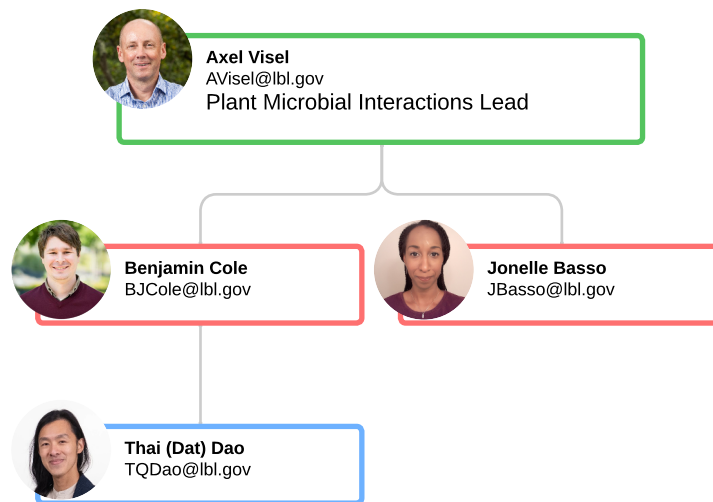 Axel Visel
AVisel@lbl.gov
Plant Microbial Interactions Lead
Benjamin Cole
BJCole@lbl.gov
Jonelle Basso
JBasso@lbl.gov
Thai (Dat) Dao
TQDao@lbl.gov